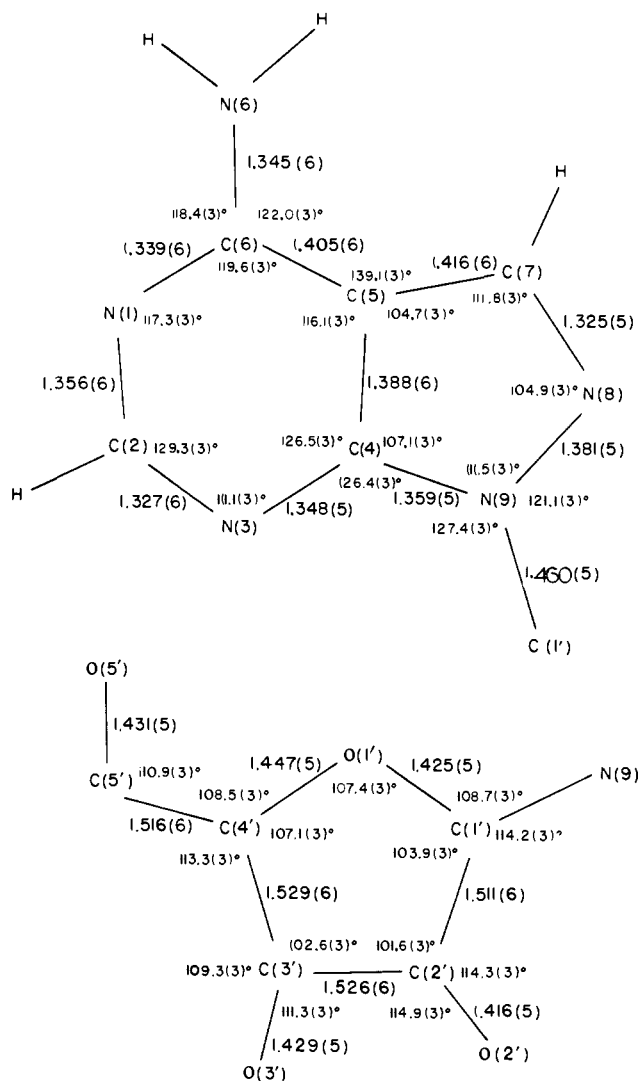 H H
N(6)
1.345(6)
H
118.4(3)° 122.0(3)°
1.339(6) C(6) 1.405(6)
119.6(3)° 139.1(3)° 1.416(6) C(7)
N(1) 117.3(3)° C(5) 111.8(3)°
116.1(3)° 104.7(3)° 1.325(5)
1.356(6) 1.388(6)
104.9(3)° N(8)
C(2) 129.3(3)° 126.5(3)° C(4) 107.1(3)° 1.381(5)
126.4(3)° 111.5(3)°
H 1.327(6) 111.1(3)° 1.348(5) 1.359(5) N(9) 121.1(3)°
N(3) 127.4(3)°
1.460(5)
C(1')
O(5')
1.431(5)
O(1')
C(5') 110.9(3)° 1.447(5) 1.425(5) N(9)
108.5(3)° 107.4(3)° 108.7(3)°
1.516(6) C(4') 107.1(3)° C(1') 114.2(3)°
113.3(3)° 103.9(3)°
1.529(6) 1.511(6)
102.6(3)° 101.6(3)°
109.3(3)° C(3') C(2') 114.3(3)°
1.526(6)
111.3(3)° 114.9(3)° 1.416(5)
1.429(5)
O(3') O(2')